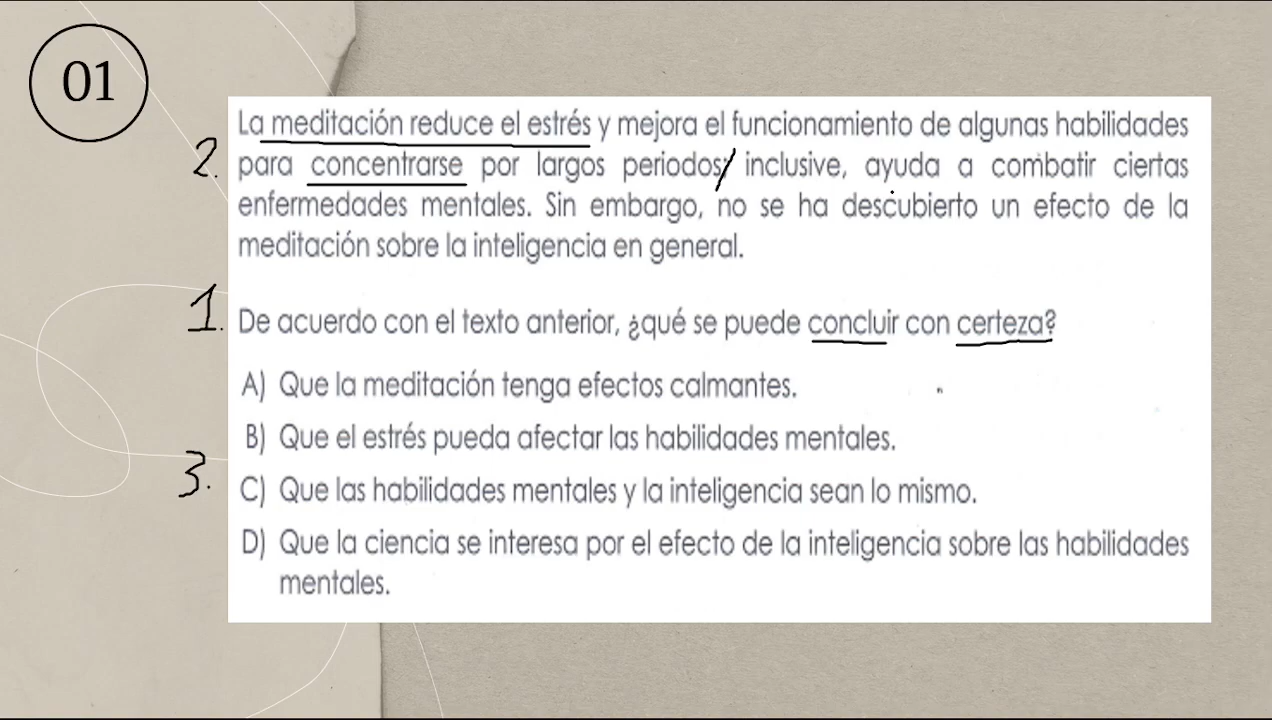 01
La meditación reduce el estrés y mejora el funcionamiento de algunas habilidades
2. para concentrarse por largos periodos; inclusive, ayuda a combatir ciertas
enfermedades mentales. Sin embargo, no se ha descubierto un efecto de la
meditación sobre la inteligencia en general.
1. De acuerdo con el texto anterior, ¿qué se puede concluir con certeza?
A) Que la meditación tenga efectos calmantes.
B) Que el estrés pueda afectar las habilidades mentales.
3. C) Que las habilidades mentales y la inteligencia sean lo mismo.
D) Que la ciencia se interesa por el efecto de la inteligencia sobre las habilidades
mentales.